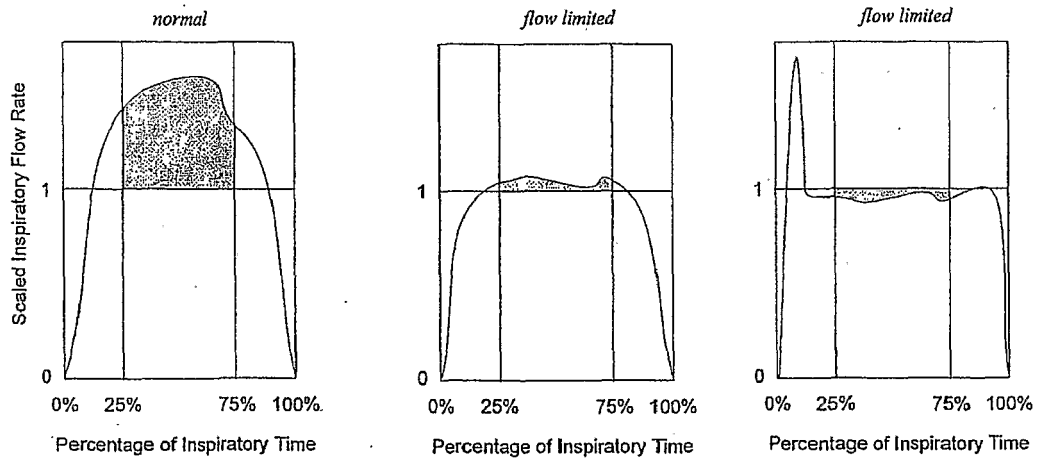 normal
flow limited
flow limited
Scaled Inspiratory Flow Rate
1
0
0% 25% 75% 100%
Percentage of Inspiratory Time
1
0
0% 25% 75% 100%
Percentage of Inspiratory Time
1
0
0% 25% 75% 100%
Percentage of Inspiratory Time